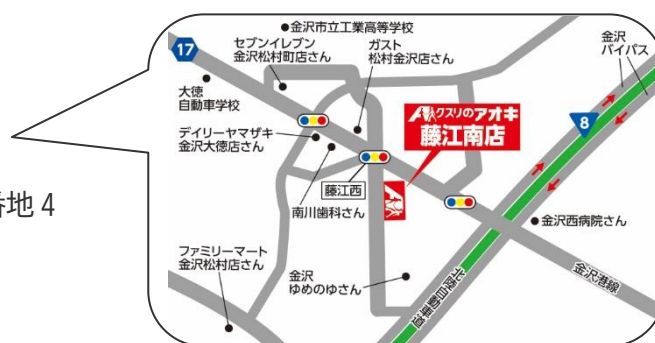 金沢市立工業高等学校
17
セブンイレブン
金沢松村町店さん
ガスト
松村金沢店さん
金沢
バイパス
大徳
自動車学校
クスリのアオキ
藤江南店
8
デイリーヤマザキ
金沢大徳店さん
藤江西
南川歯科さん
番地 4
金沢西病院さん
ファミリーマート
金沢松村店さん
金沢
ゆめのゆさん
北陸自動車道
金沢港線